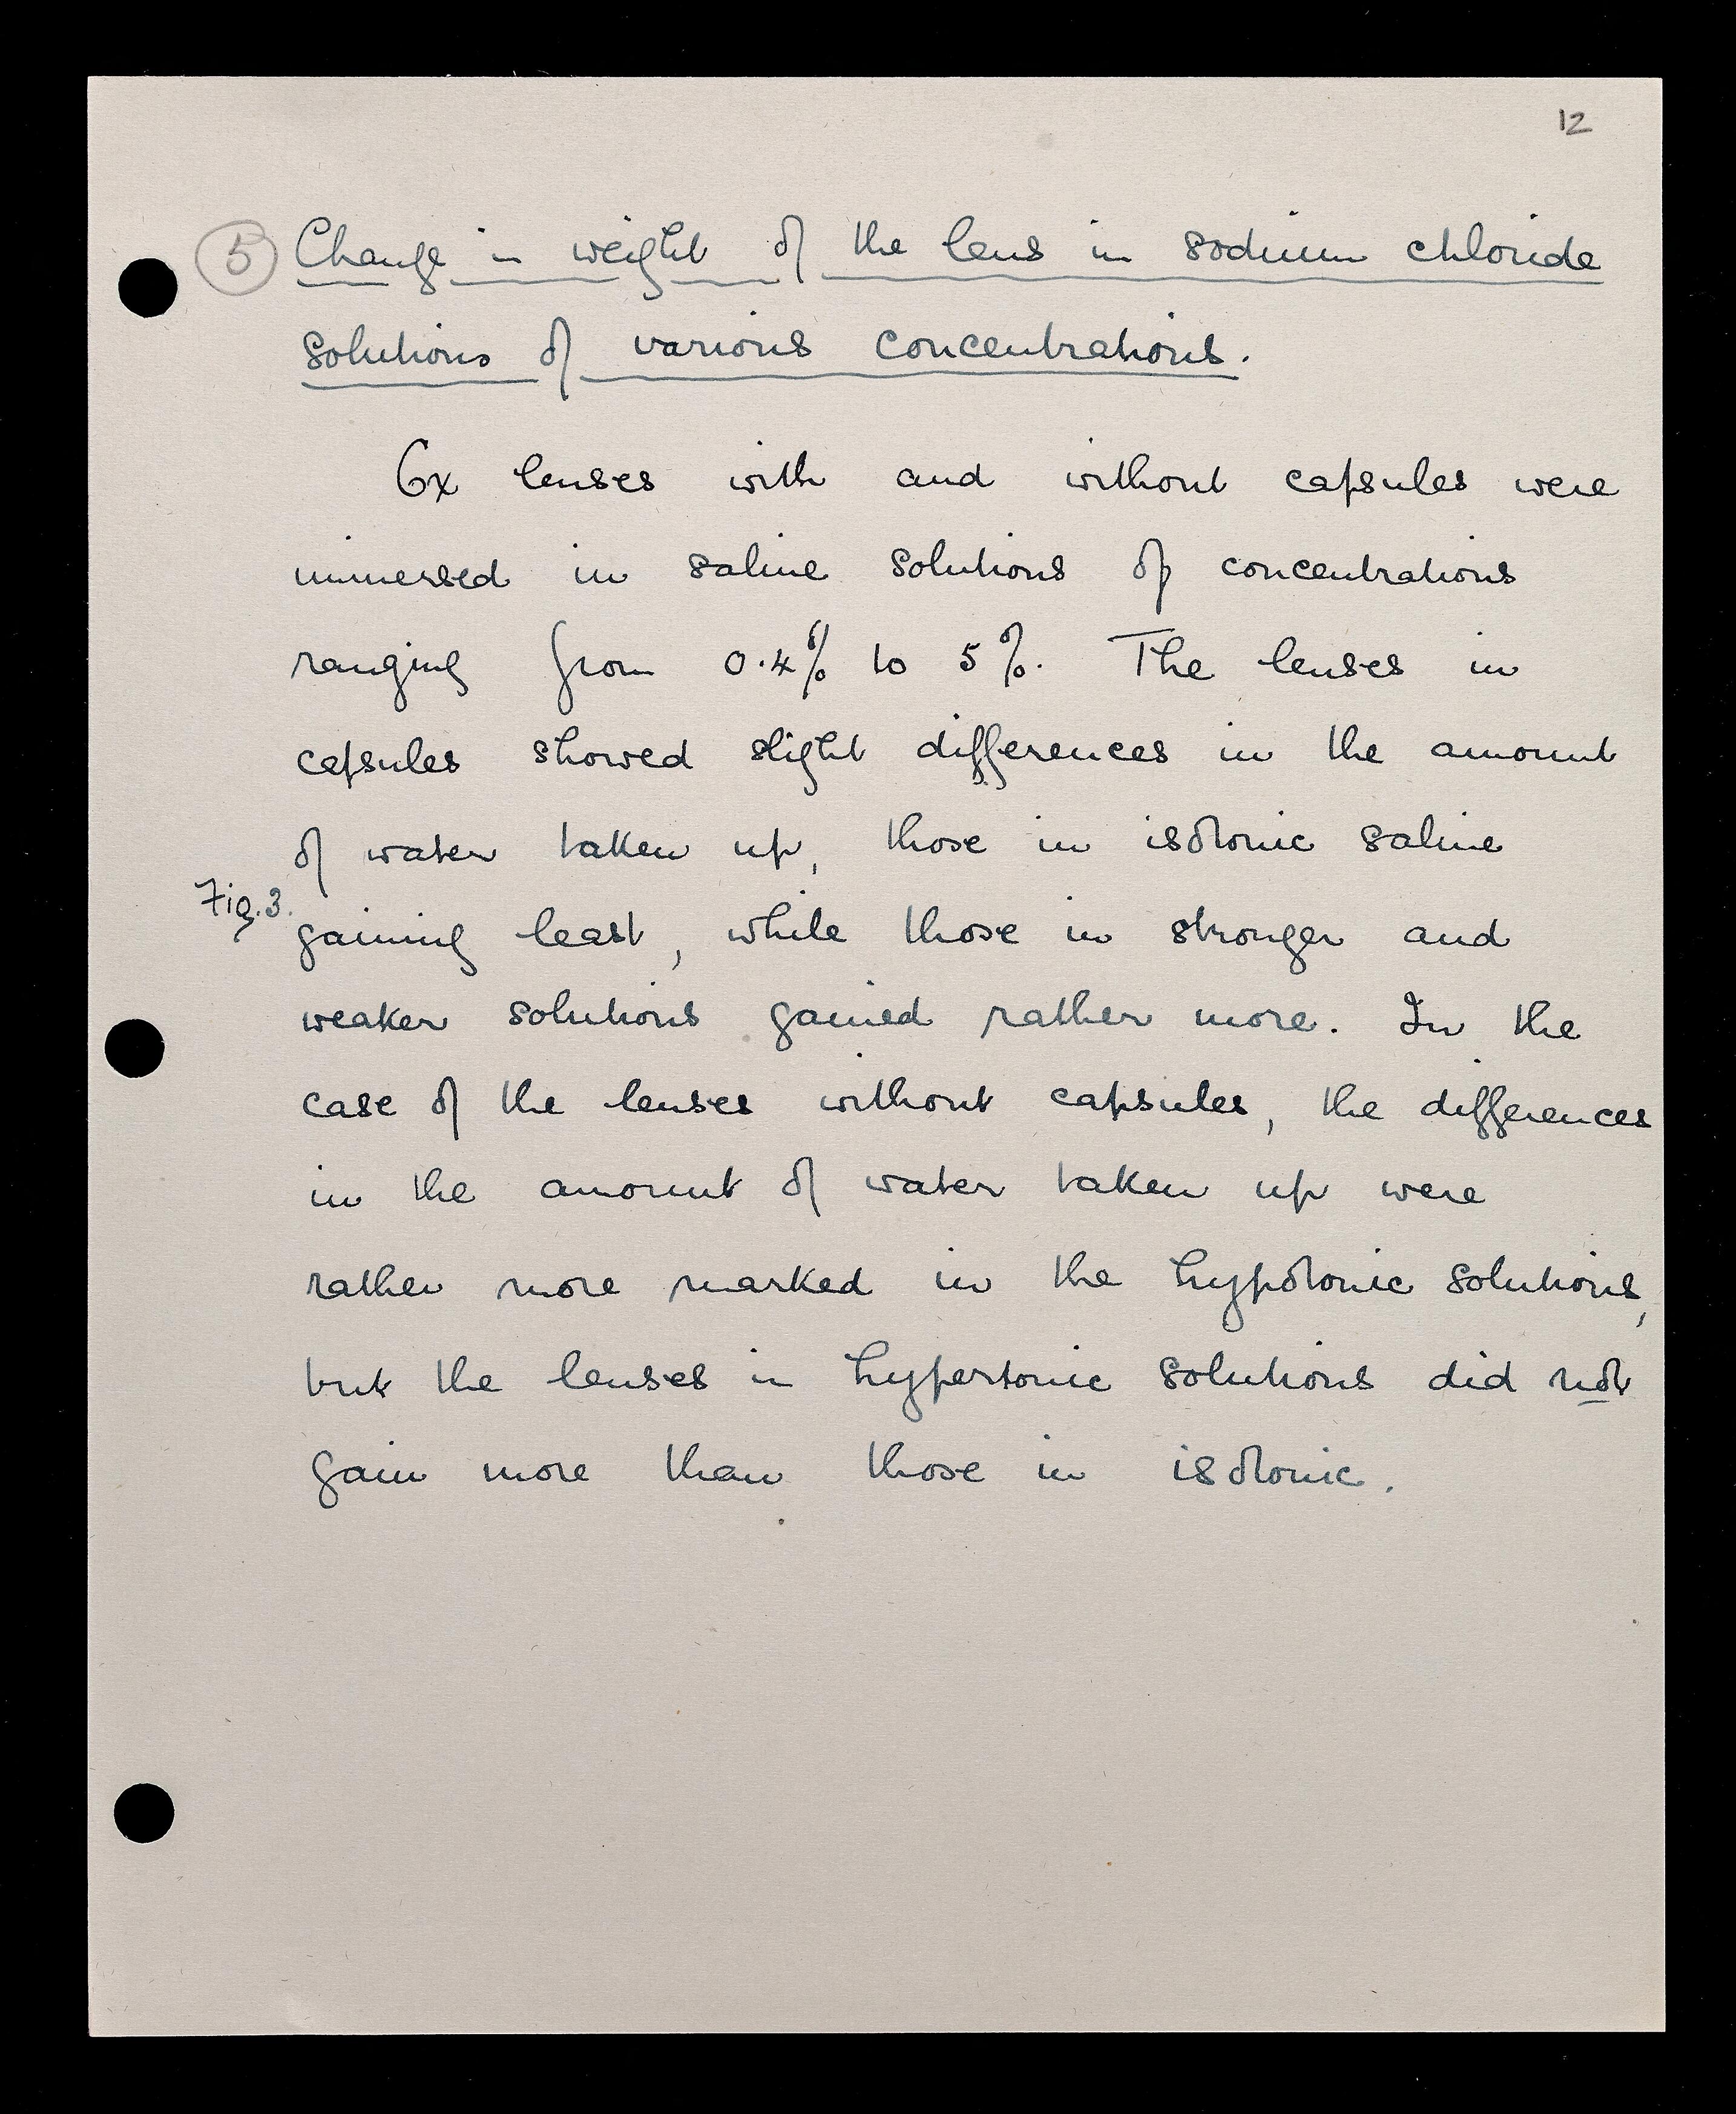 12
5 Change in weight of the lens in sodium chloride
solutions of various concentrations.
Ox lenses with and without capsules were
immersed in saline solutions of concentrations
ranging from 0.4% to 5%. The lenses in
capsules showed slight differences in the amount
of water taken up, those in isotonic saline
Fig. 3.
gaining least, while those in stronger and
weaker solutions gained rather more. In the
case of the lenses without capsules, the differences
in the amount of water taken up were
rather more marked in the hypotonic solutions,
but the lenses in hypertonic solutions did not
gain more than those in isotonic.